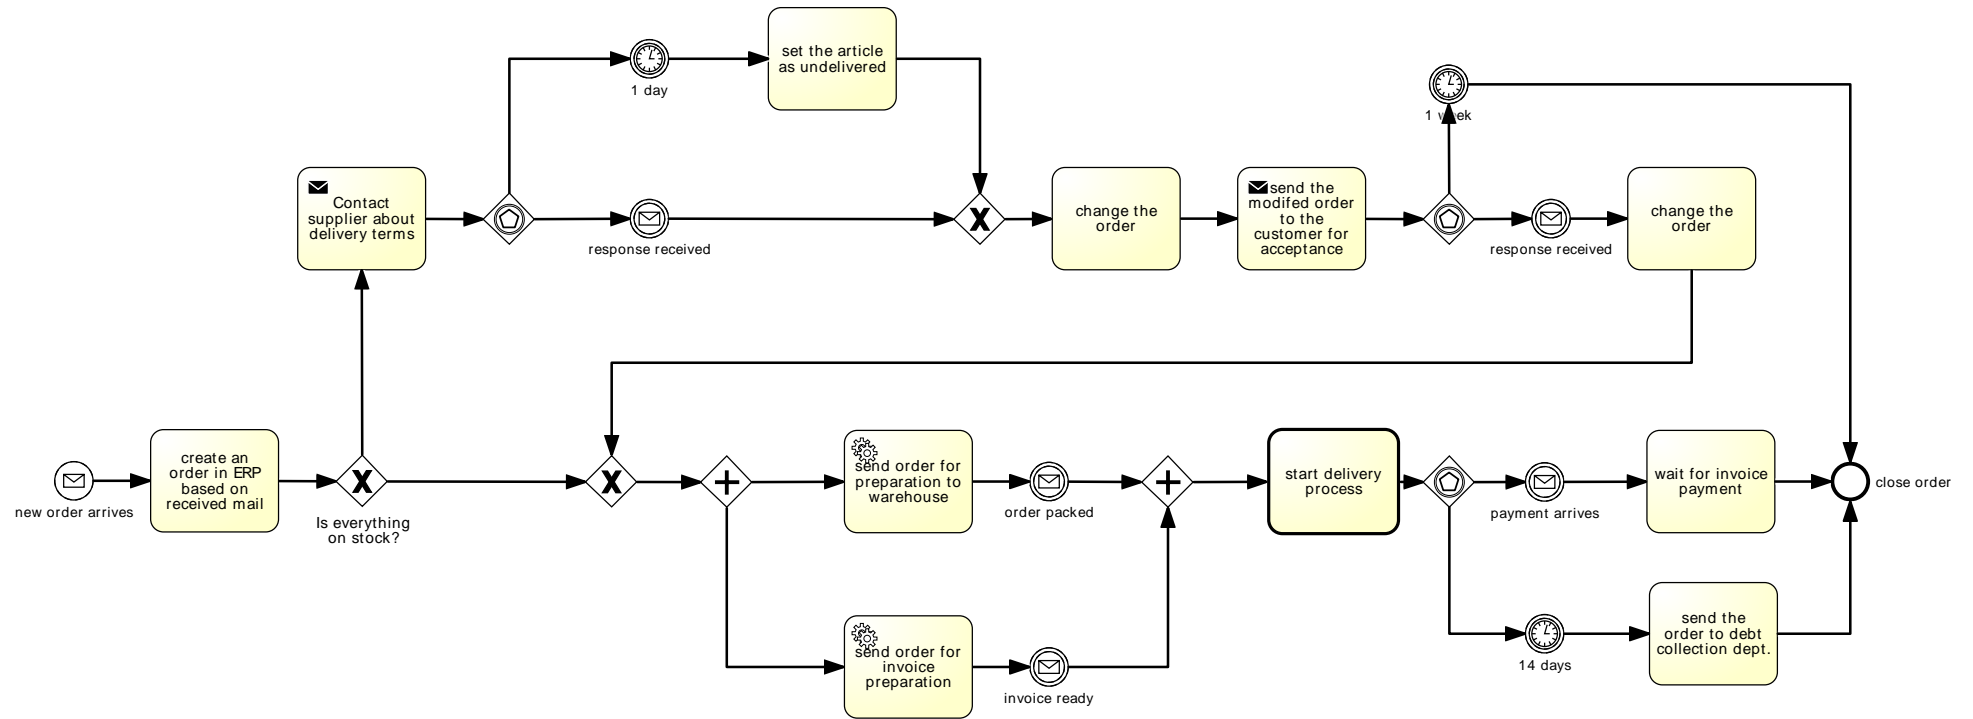 set the article
as undelivered
1 day
1 week
Contact
supplier about
delivery terms
response received
change the
order
send the
modifed order
to the
customer for
acceptance
response received
change the
order
new order arrives
create an
order in ERP
based on
received mail
Is everything
on stock?
send order for
preparation to
warehouse
order packed
start delivery
process
payment arrives
wait for invoice
payment
close order
send order for
invoice
preparation
invoice ready
14 days
send the
order to debt
collection dept.